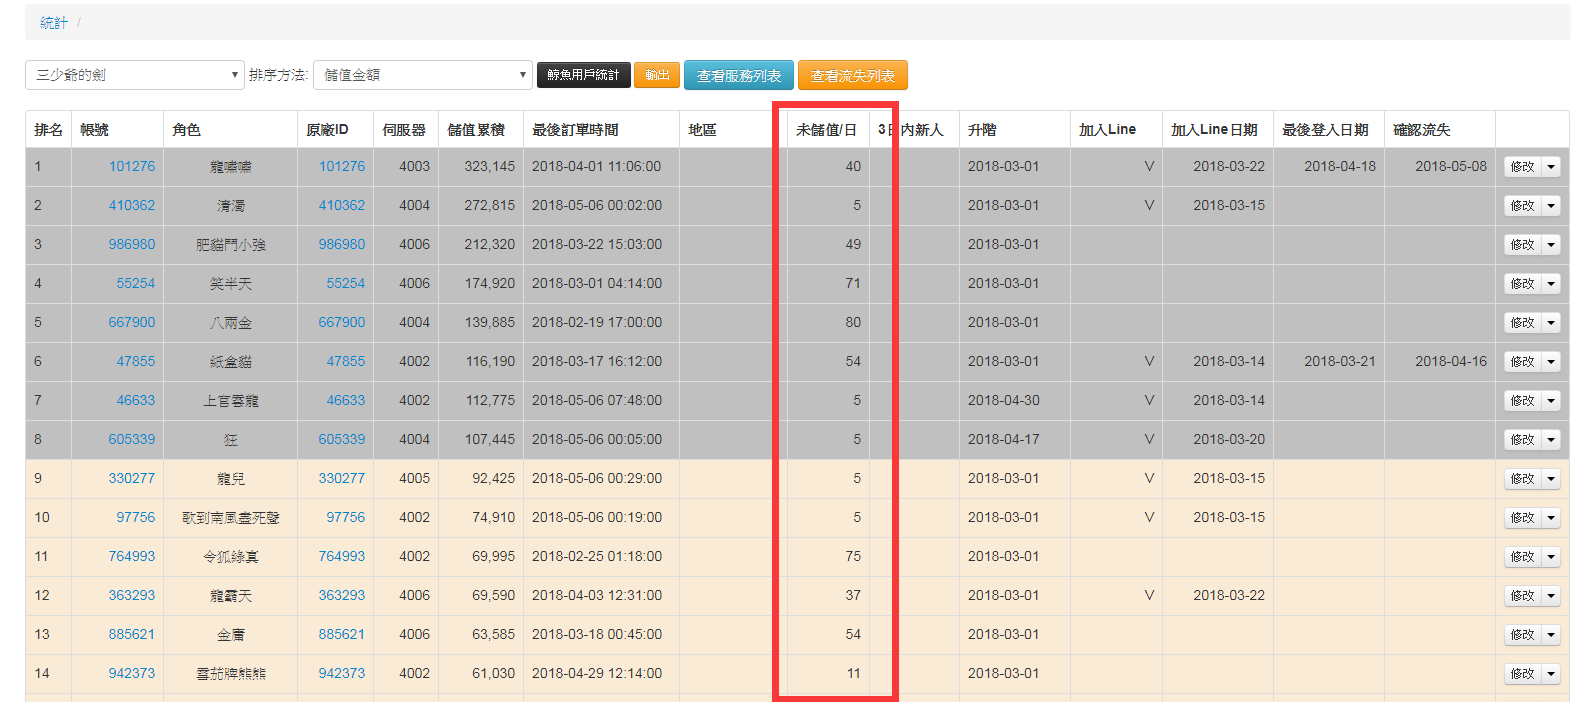 統計 /
三少爺的劍 排序方法: 儲值金額 鯨魚用戶統計 輸出 查看服務列表 查看流失列表
排名 帳號 角色 原廠ID 伺服器 儲值累積 最後訂單時間 地區 未儲值/日 3日內新人 升階 加入Line 加入Line日期 最後登入日期 確認流失
1 101276 龍嘯嘯 101276 4003 323,145 2018-04-01 11:06:00 40 2018-03-01 V 2018-03-22 2018-04-18 2018-05-08 修改
2 410362 淯濁 410362 4004 272,815 2018-05-06 00:02:00 5 2018-03-01 V 2018-03-15 修改
3 986980 肥貓鬥小強 986980 4006 212,320 2018-03-22 15:03:00 49 2018-03-01 修改
4 55254 笑半天 55254 4006 174,920 2018-03-01 04:14:00 71 2018-03-01 修改
5 667900 八兩金 667900 4004 139,885 2018-02-19 17:00:00 80 2018-03-01 修改
6 47855 紙盒貓 47855 4002 116,190 2018-03-17 16:12:00 54 2018-03-01 V 2018-03-14 2018-03-21 2018-04-16 修改
7 46633 上官雲龍 46633 4002 112,775 2018-05-06 07:48:00 5 2018-04-30 V 2018-03-14 修改
8 605339 狂 605339 4004 107,445 2018-05-06 00:05:00 5 2018-04-17 V 2018-03-20 修改
9 330277 龍兒 330277 4005 92,425 2018-05-06 00:29:00 5 2018-03-01 V 2018-03-15 修改
10 97756 歌到南風盡死聲 97756 4002 74,910 2018-05-06 00:19:00 5 2018-03-01 V 2018-03-15 修改
11 764993 令狐綠真 764993 4002 69,995 2018-02-25 01:18:00 75 2018-03-01 修改
12 363293 龍霸天 363293 4006 69,590 2018-04-03 12:31:00 37 2018-03-01 V 2018-03-22 修改
13 885621 金庸 885621 4006 63,585 2018-03-18 00:45:00 54 2018-03-01 修改
14 942373 雪茄牌熊熊 942373 4002 61,030 2018-04-29 12:14:00 11 2018-03-01 修改